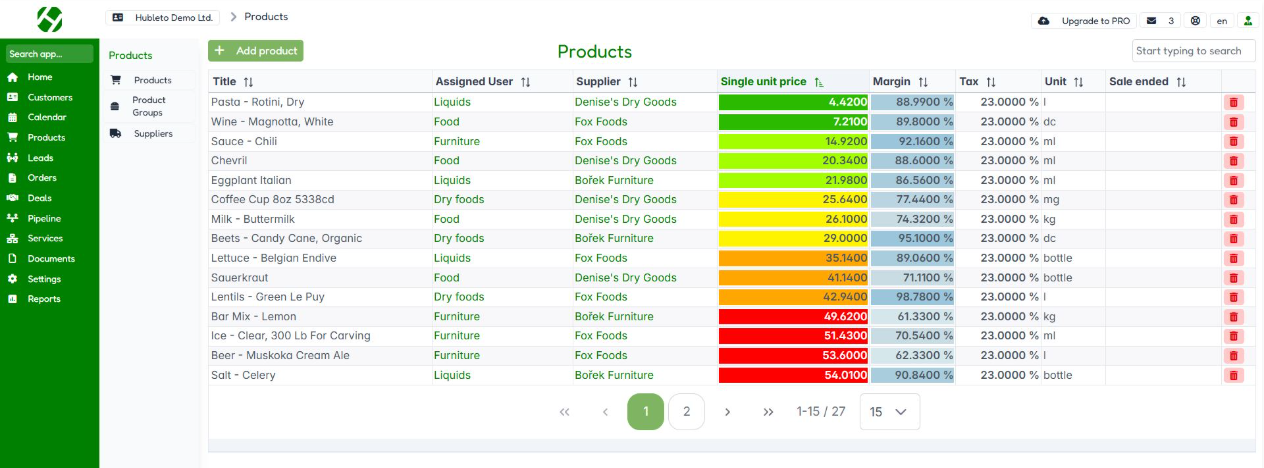 Hubleto Demo Ltd. Products
Upgrade to PRO 3 en
Search app...
Home
Customers
Calendar
Products
Leads
Orders
Deals
Pipeline
Services
Documents
Settings
Reports
Products
Products
Product
Groups
Suppliers
+ Add product
Products
Start typing to search
Title Assigned User Supplier Single unit price Margin Tax Unit Sale ended
Pasta - Rotini, Dry Liquids Denise's Dry Goods 4.4200 88.9900 % 23.0000 % l
Wine - Magnotta, White Food Fox Foods 7.2100 89.8000 % 23.0000 % dc
Sauce - Chili Furniture Fox Foods 14.9200 92.1600 % 23.0000 % ml
Chevril Food Denise's Dry Goods 20.3400 88.6000 % 23.0000 % ml
Eggplant Italian Liquids Bořek Furniture 21.9800 86.5600 % 23.0000 % ml
Coffee Cup 8oz 5338cd Dry foods Denise's Dry Goods 25.6400 77.4400 % 23.0000 % mg
Milk - Buttermilk Food Denise's Dry Goods 26.1000 74.3200 % 23.0000 % kg
Beets - Candy Cane, Organic Dry foods Bořek Furniture 29.0000 95.1000 % 23.0000 % dc
Lettuce - Belgian Endive Liquids Fox Foods 35.1400 89.0600 % 23.0000 % bottle
Sauerkraut Food Denise's Dry Goods 41.1400 71.1100 % 23.0000 % bottle
Lentils - Green Le Puy Dry foods Fox Foods 42.9400 98.7800 % 23.0000 % l
Bar Mix - Lemon Furniture Bořek Furniture 49.6200 61.3300 % 23.0000 % kg
Ice - Clear, 300 Lb For Carving Furniture Fox Foods 51.4300 70.5400 % 23.0000 % ml
Beer - Muskoka Cream Ale Furniture Fox Foods 53.6000 62.3300 % 23.0000 % l
Salt - Celery Liquids Bořek Furniture 54.0100 90.8400 % 23.0000 % bottle
« ‹ 1 2 › » 1-15 / 27 15